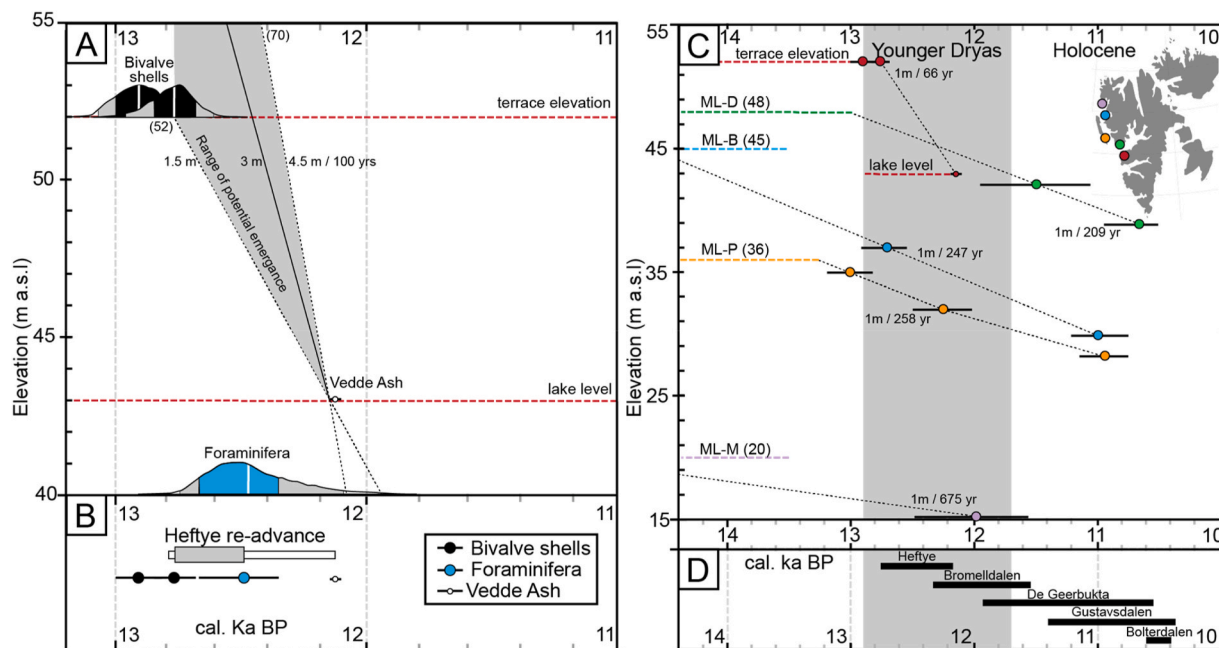 A
13
12
11
55
50
45
40
Elevation (m a.s.l)
(70)
Bivalve
shells
terrace elevation
(52)
1.5 m
3 m
4.5 m / 100 yrs
Range of potential emergance
Vedde Ash
lake level
Foraminifera
B
13
12
11
Heftye re-advance
Bivalve shells
Foraminifera
Vedde Ash
cal. Ka BP
13
12
11
C
14
13
12
11
10
55
45
35
25
15
Elevation (m a.s.l)
Younger Dryas
Holocene
terrace elevation
1m / 66 yr
ML-D (48)
ML-B (45)
lake level
1m / 209 yr
ML-P (36)
1m / 247 yr
1m / 258 yr
ML-M (20)
1m / 675 yr
14
13
12
11
10
D
cal. ka BP
Heftye
Bromelldalen
De Geerbukta
Gustavsdalen
Bolterdalen
14
13
12
11
10